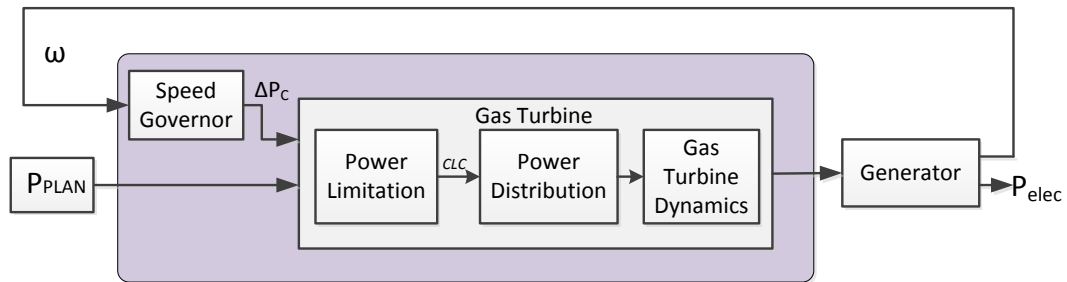 ω
Speed
Governor
ΔPC
Gas Turbine
Power
Limitation
CLC
Power
Distribution
Gas
Turbine
Dynamics
PPLAN
Generator
Pelec